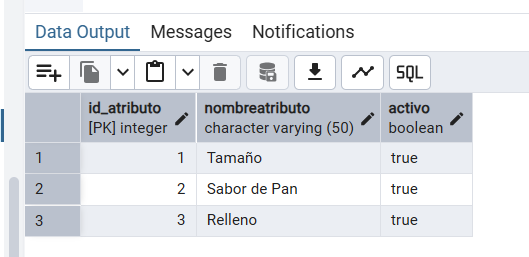 Data Output Messages Notifications
SQL
id_atributo nombreatributo activo
[PK] integer character varying (50) boolean
1 1 Tamaño true
2 2 Sabor de Pan true
3 3 Relleno true